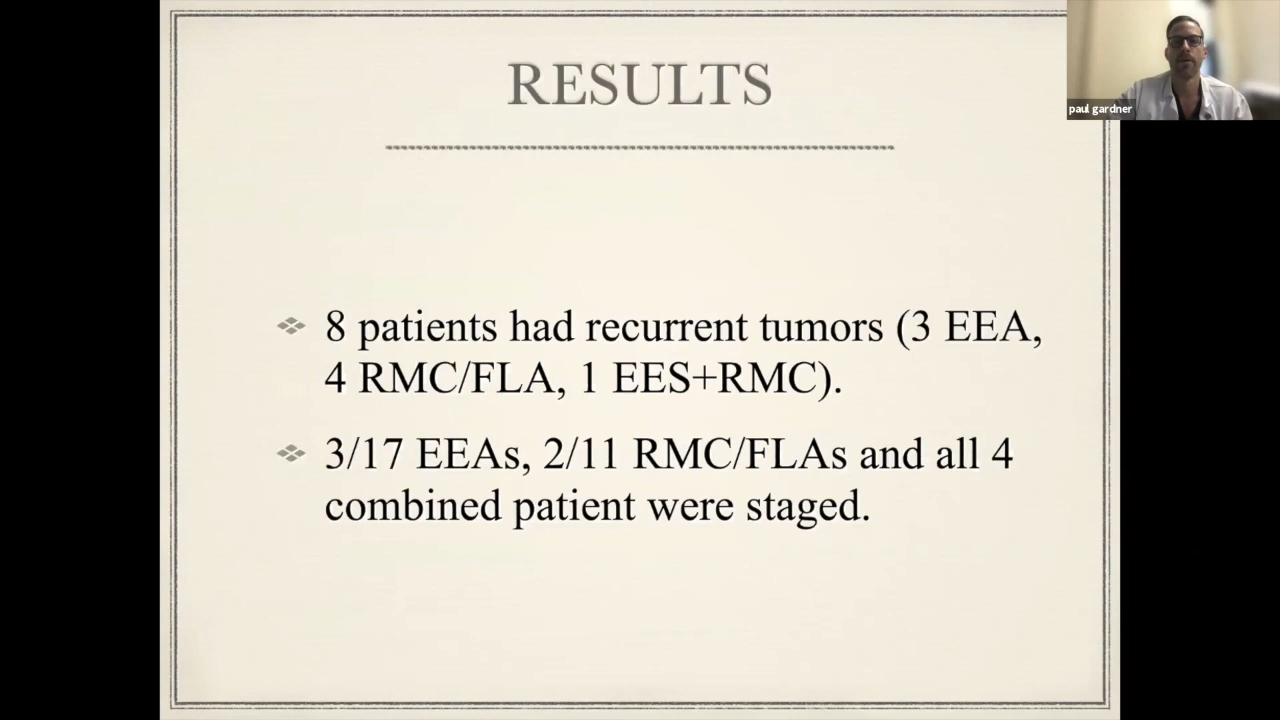 RESULTS
8 patients had recurrent tumors (3 EEA,
4 RMC/FLA, 1 EES+RMC).
3/17 EEAs, 2/11 RMC/FLAs and all 4
combined patient were staged.
paul gardner